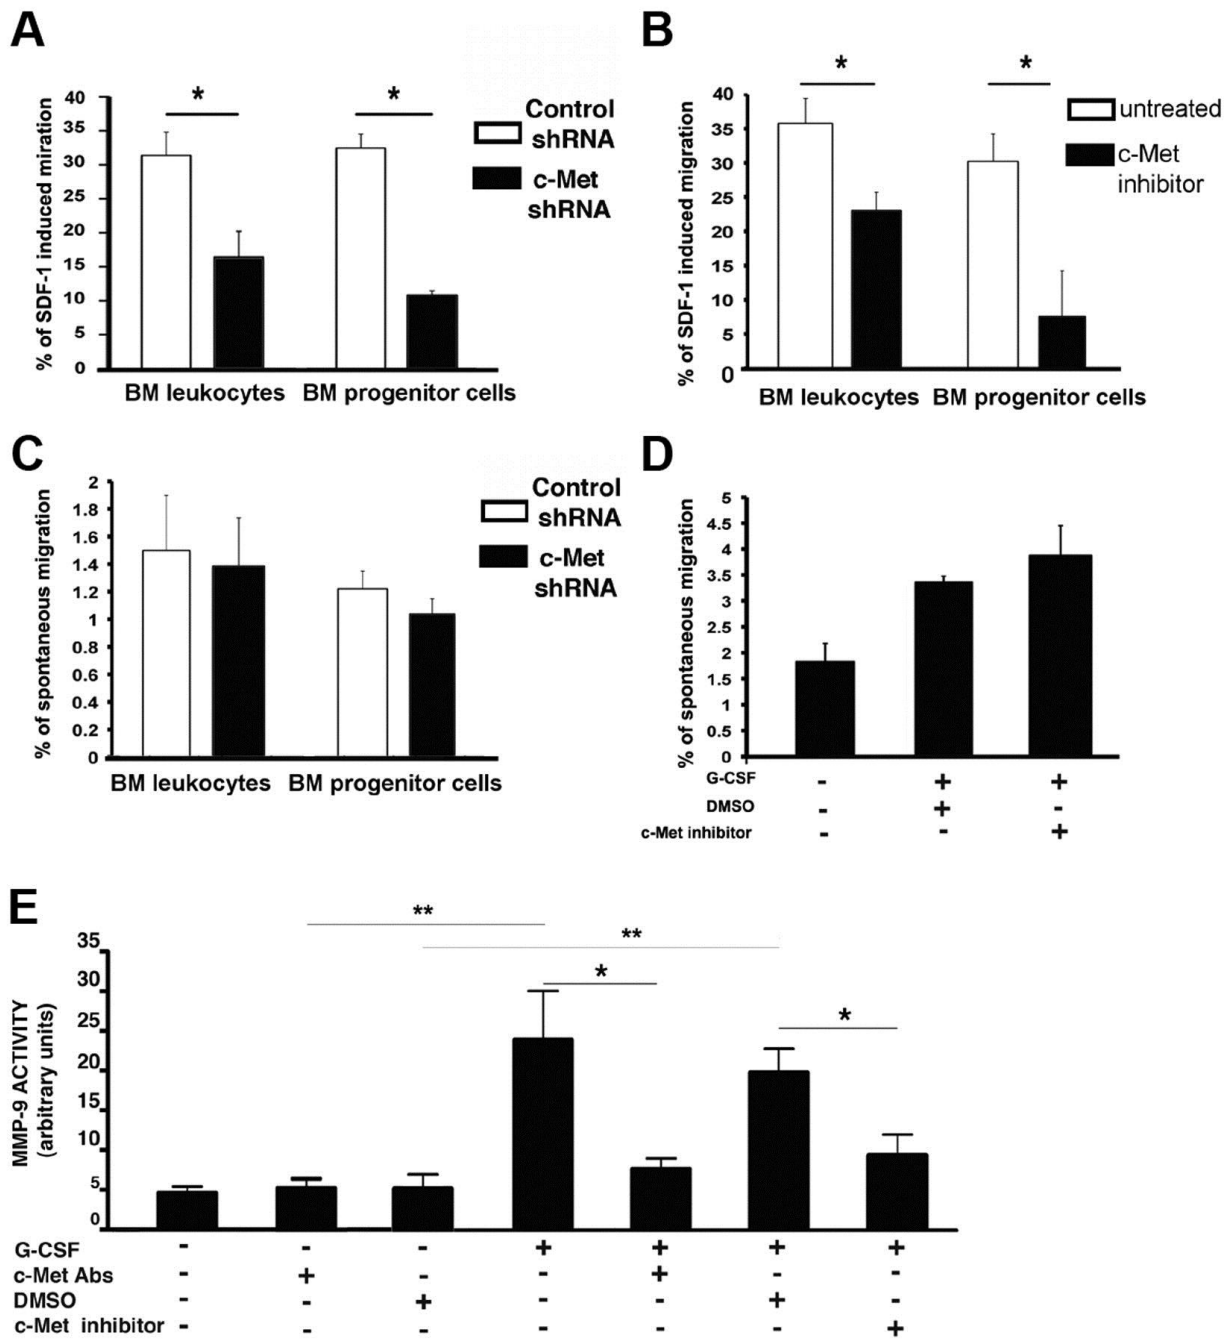 A
% of SDF-1 induced miration
40
35
30
25
20
15
10
5
0
*
*
BM leukocytes
BM progenitor cells
Control
shRNA
c-Met
shRNA
B
% of SDF-1 induced migration
40
35
30
25
20
15
10
5
0
*
*
BM leukocytes
BM progenitor cells
untreated
c-Met
inhibitor
C
% of spontaneous migration
2
1.8
1.6
1.4
1.2
1
0.8
0.6
0.4
0.2
0
BM leukocytes
BM progenitor cells
Control
shRNA
c-Met
shRNA
D
% of spontaneous migration
5
4.5
4
3.5
3
2.5
2
1.5
1
0.5
0
G-CSF - + +
DMSO - + -
c-Met inhibitor - - +
E
MMP-9 ACTIVITY
(arbitrary units)
35
30
25
20
15
10
5
0
**
**
*
*
G-CSF - - - + + + +
c-Met Abs - + - - + - -
DMSO - - + - - + -
c-Met inhibitor - - - - - - +